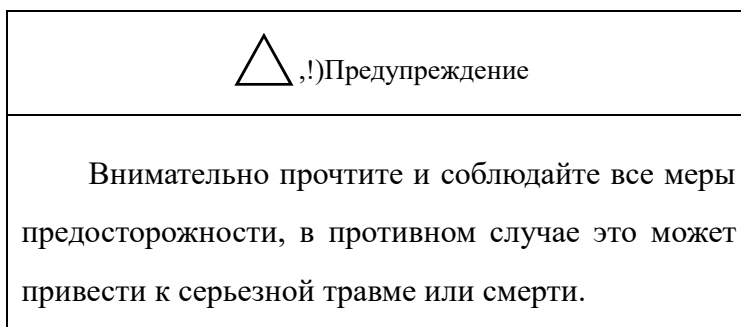 ,!)Предупреждение
Внимательно прочтите и соблюдайте все меры
предосторожности, в противном случае это может
привести к серьезной травме или смерти.